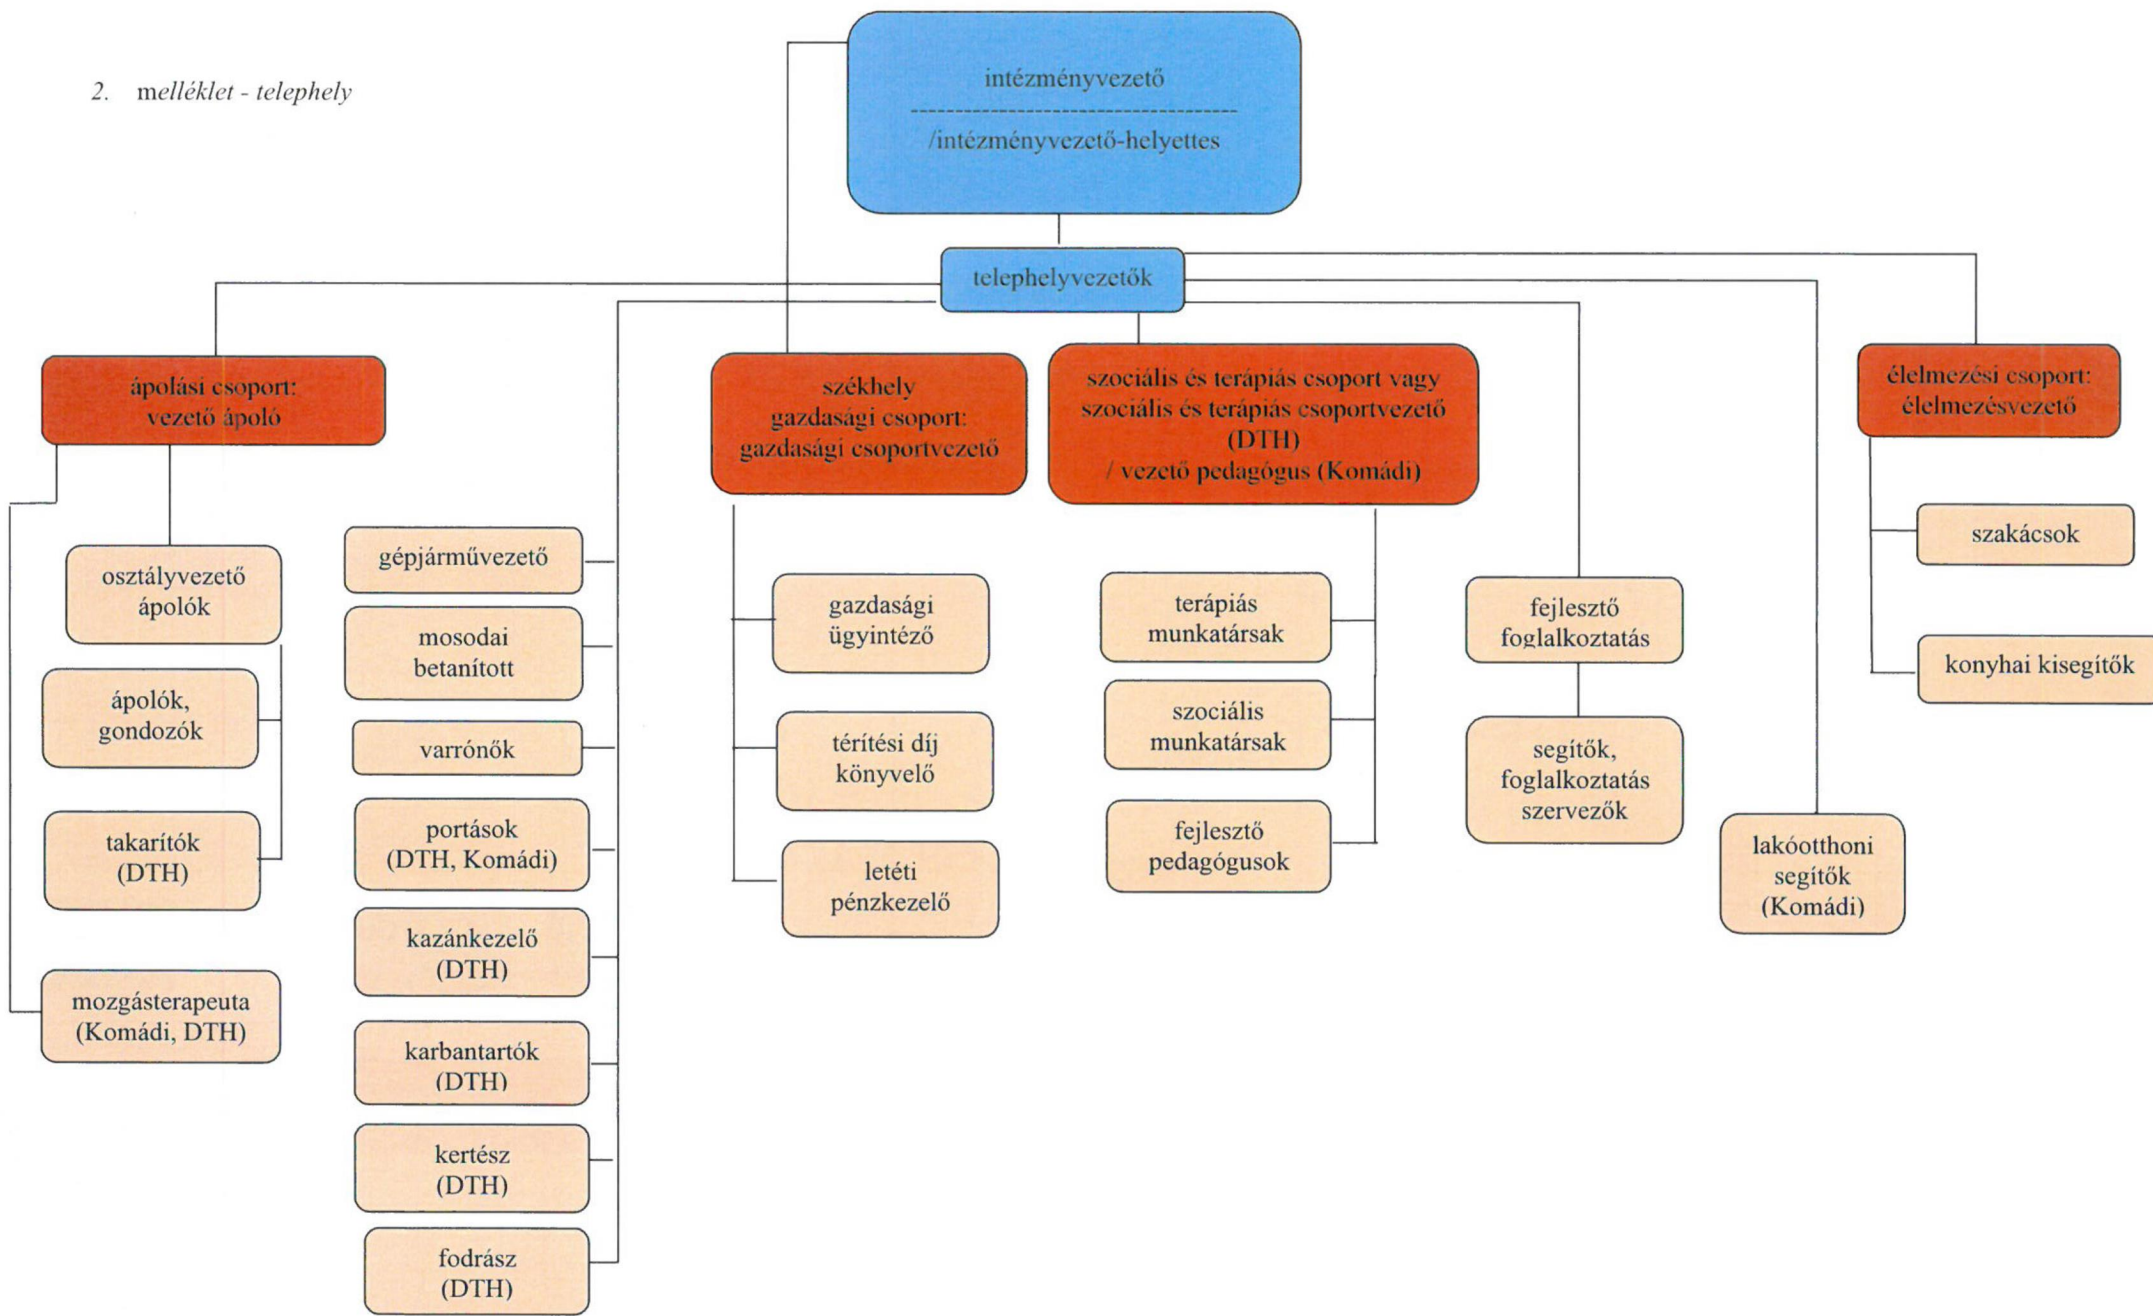 2. melléklet - telephely
intézményvezető
--------------------------------------------
/intézményvezető-helyettes
telephelyvezetők
ápolási csoport:
vezető ápoló
székhely
gazdasági csoport:
gazdasági csoportvezető
szociális és terápiás csoport vagy
szociális és terápiás csoportvezető
(DTH)
/ vezető pedagógus (Komádi)
élelmezési csoport:
élelmezésvezető
osztályvezető
ápolók
ápolók,
gondozók
takarítók
(DTH)
mozgásterapeuta
(Komádi, DTH)
gépjárművezető
mosodai
betanított
varrónők
portások
(DTH, Komádi)
kazánkezelő
(DTH)
karbantartók
(DTH)
kertész
(DTH)
fodrász
(DTH)
gazdasági
ügyintéző
térítési díj
könyvelő
letéti
pénzkezelő
terápiás
munkatársak
szociális
munkatársak
fejlesztő
pedagógusok
fejlesztő
foglalkoztatás
segítők,
foglalkoztatás
szervezők
lakóotthoni
segítők
(Komádi)
szakácsok
konyhai kisegítők